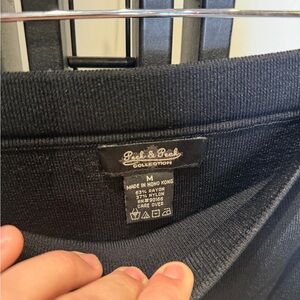 Peck & Peck
COLLECTION
M
MADE IN HONG KONG
63% RAYON
37% NYLON
RN# 90166
CARE OVER